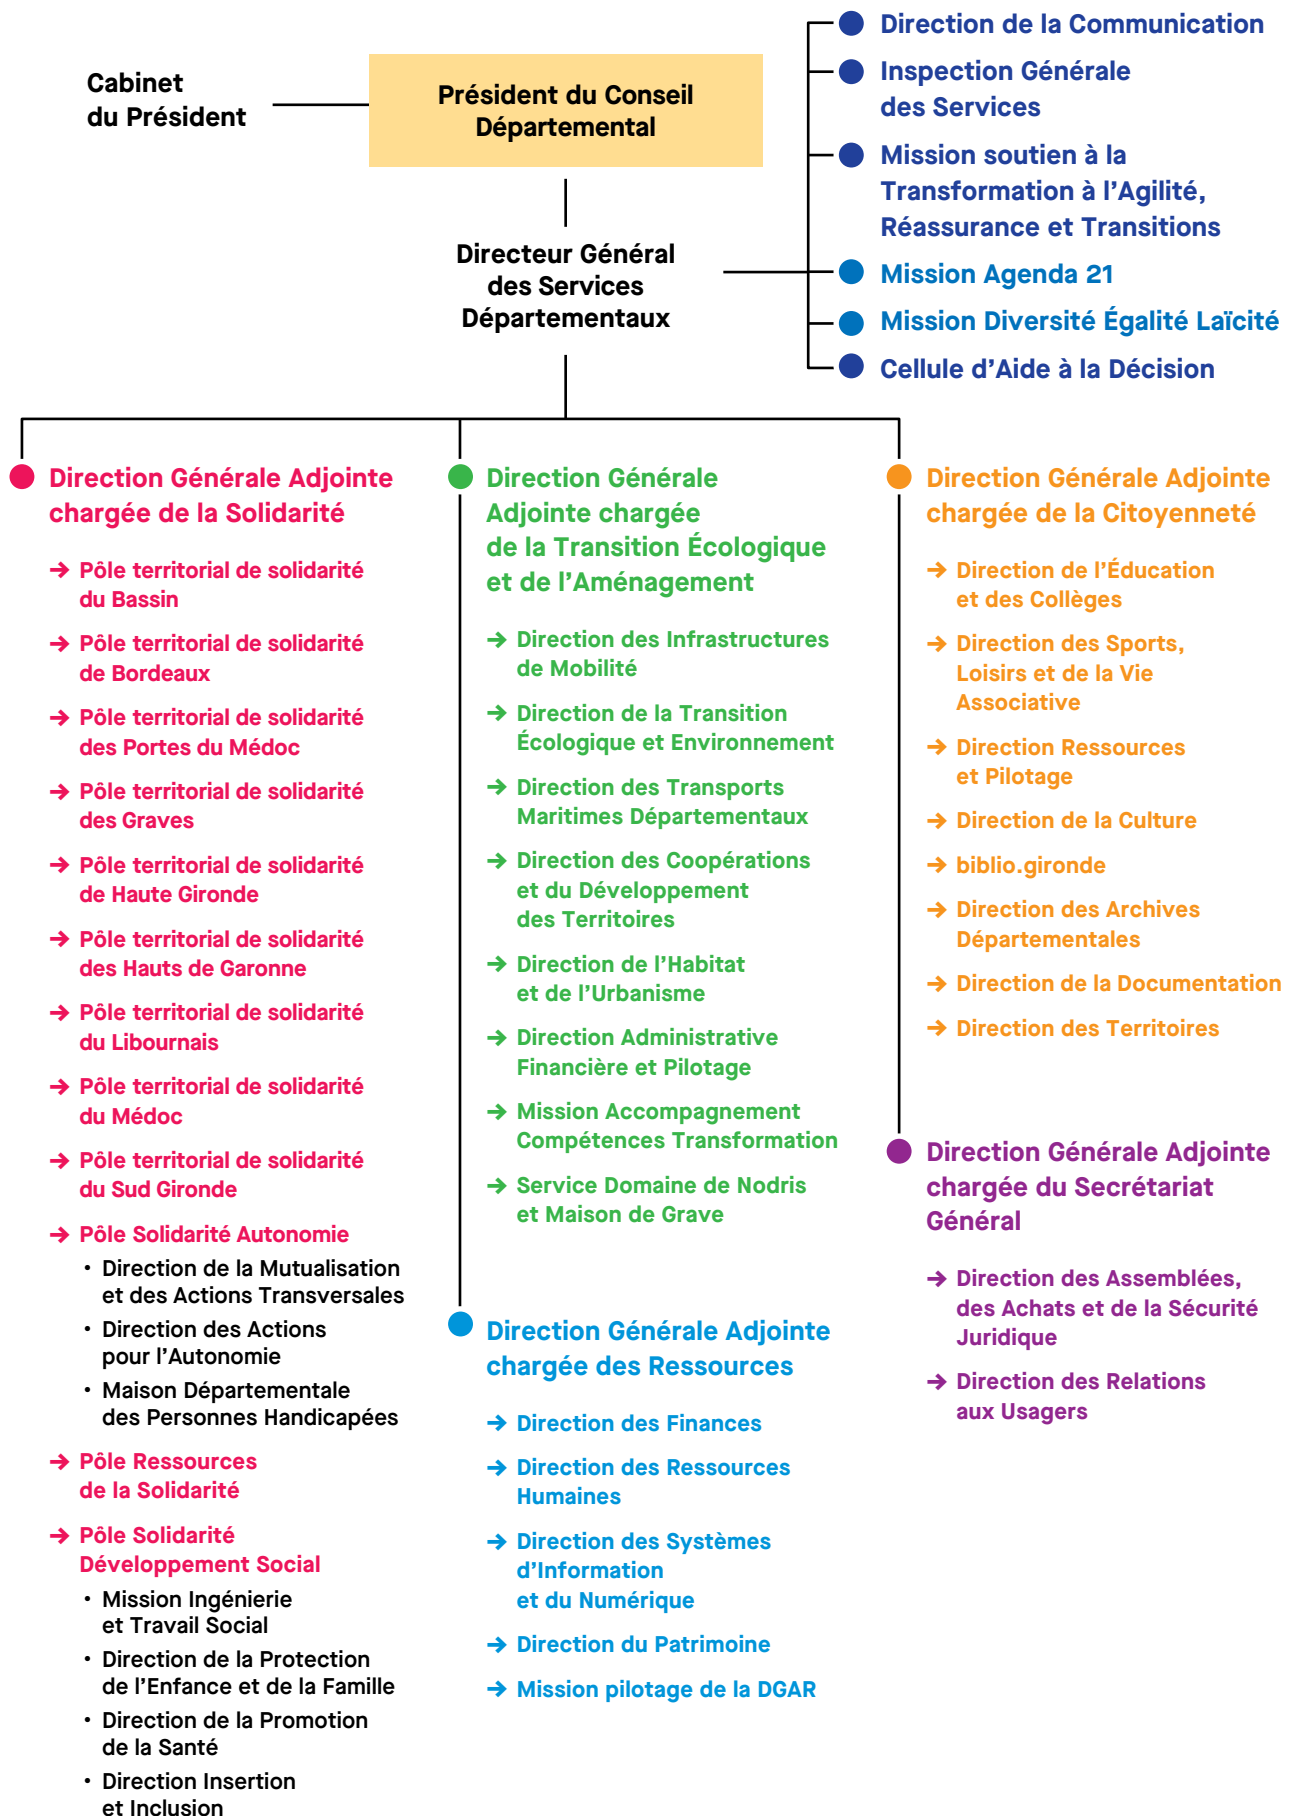 Cabinet
du Président
Président du Conseil
Départemental
Directeur Général
des Services
Départementaux
Direction de la Communication
Inspection Générale
des Services
Mission soutien à la
Transformation à l'Agilité,
Réassurance et Transitions
Mission Agenda 21
Mission Diversité Égalité Laïcité
Cellule d'Aide à la Décision
Direction Générale Adjointe
chargée de la Solidarité
→ Pôle territorial de solidarité
du Bassin
→ Pôle territorial de solidarité
de Bordeaux
→ Pôle territorial de solidarité
des Portes du Médoc
→ Pôle territorial de solidarité
des Graves
→ Pôle territorial de solidarité
de Haute Gironde
→ Pôle territorial de solidarité
des Hauts de Garonne
→ Pôle territorial de solidarité
du Libournais
→ Pôle territorial de solidarité
du Médoc
→ Pôle territorial de solidarité
du Sud Gironde
→ Pôle Solidarité Autonomie
• Direction de la Mutualisation
et des Actions Transversales
• Direction des Actions
pour l'Autonomie
• Maison Départementale
des Personnes Handicapées
→ Pôle Ressources
de la Solidarité
→ Pôle Solidarité
Développement Social
• Mission Ingénierie
et Travail Social
• Direction de la Protection
de l'Enfance et de la Famille
• Direction de la Promotion
de la Santé
• Direction Insertion
et Inclusion
Direction Générale
Adjointe chargée
de la Transition Écologique
et de l'Aménagement
→ Direction des Infrastructures
de Mobilité
→ Direction de la Transition
Écologique et Environnement
→ Direction des Transports
Maritimes Départementaux
→ Direction des Coopérations
et du Développement
des Territoires
→ Direction de l'Habitat
et de l'Urbanisme
→ Direction Administrative
Financière et Pilotage
→ Mission Accompagnement
Compétences Transformation
→ Service Domaine de Nodris
et Maison de Grave
Direction Générale Adjointe
chargée des Ressources
→ Direction des Finances
→ Direction des Ressources
Humaines
→ Direction des Systèmes
d'Information
et du Numérique
→ Direction du Patrimoine
→ Mission pilotage de la DGAR
Direction Générale Adjointe
chargée de la Citoyenneté
→ Direction de l'Éducation
et des Collèges
→ Direction des Sports,
Loisirs et de la Vie
Associative
→ Direction Ressources
et Pilotage
→ Direction de la Culture
→ biblio.gironde
→ Direction des Archives
Départementales
→ Direction de la Documentation
→ Direction des Territoires
Direction Générale Adjointe
chargée du Secrétariat
Général
→ Direction des Assemblées,
des Achats et de la Sécurité
Juridique
→ Direction des Relations
aux Usagers